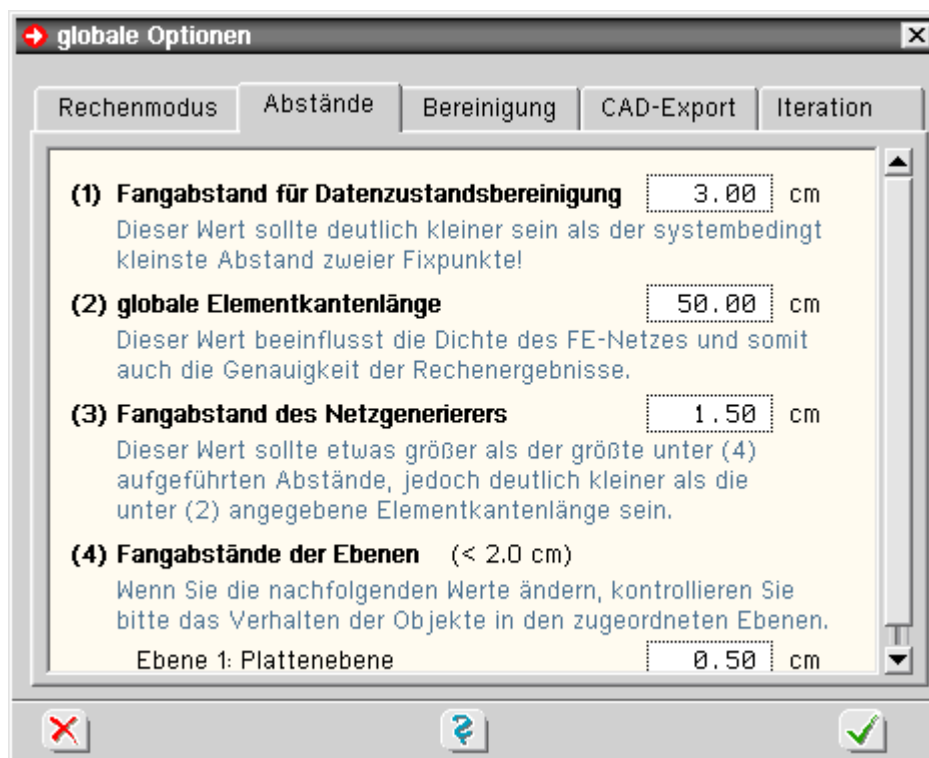 globale Optionen
Rechenmodus Abstände Bereinigung CAD-Export Iteration
(1) Fangabstand für Datenzustandsbereinigung 3.00 cm
Dieser Wert sollte deutlich kleiner sein als der systembedingt
kleinste Abstand zweier Fixpunkte!
(2) globale Elementkantenlänge 50.00 cm
Dieser Wert beeinflusst die Dichte des FE-Netzes und somit
auch die Genauigkeit der Rechenergebnisse.
(3) Fangabstand des Netzgenerierers 1.50 cm
Dieser Wert sollte etwas größer als der größte unter (4)
aufgeführten Abstände, jedoch deutlich kleiner als die
unter (2) angegebene Elementkantenlänge sein.
(4) Fangabstände der Ebenen (< 2.0 cm)
Wenn Sie die nachfolgenden Werte ändern, kontrollieren Sie
bitte das Verhalten der Objekte in den zugeordneten Ebenen.
Ebene 1: Plattenebene 0.50 cm